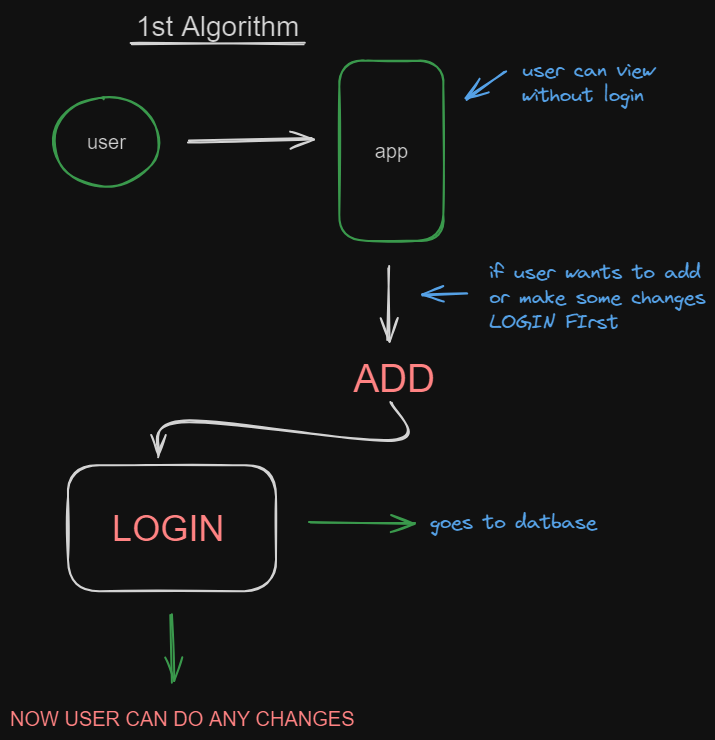 1st Algorithm
user
app
user can view
without login
if user wants to add
or make some changes
LOGIN FIrst
ADD
LOGIN
goes to datbase
NOW USER CAN DO ANY CHANGES